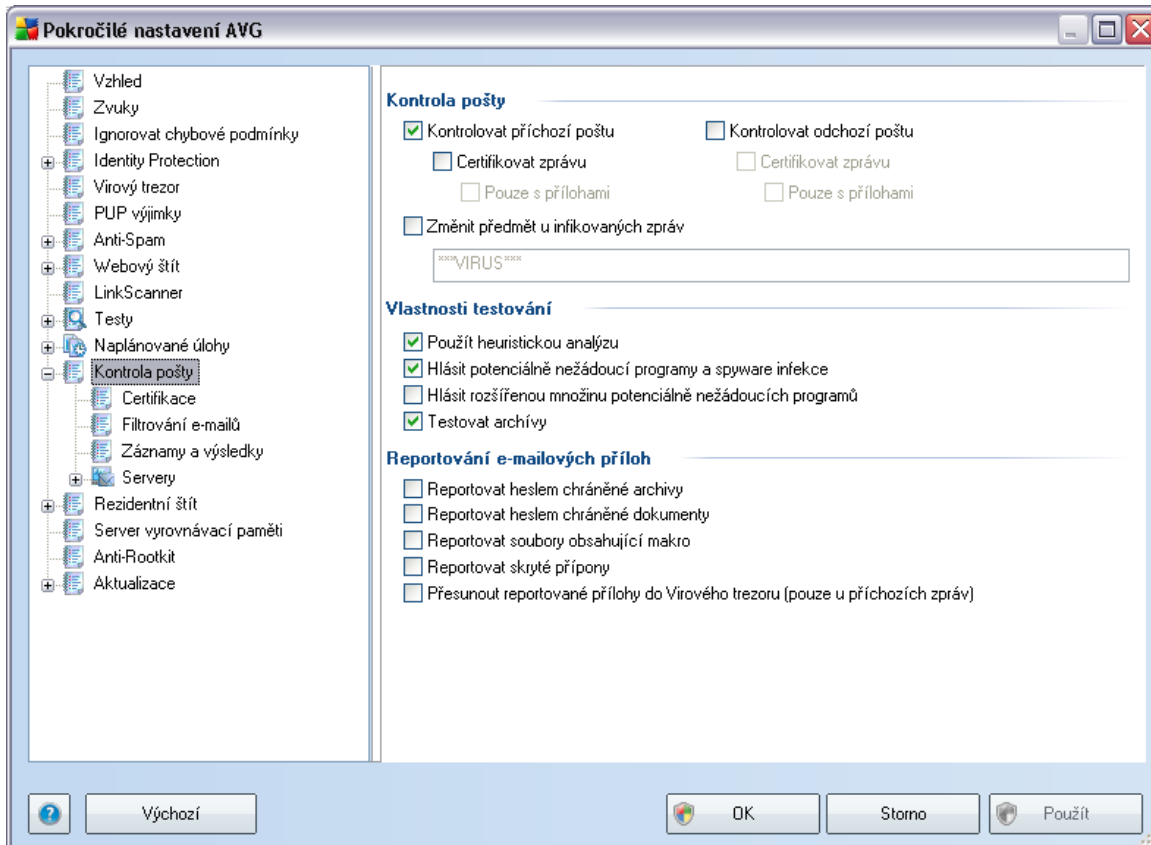 Pokročilé nastavení AVG
Vzhled
Zvuky
Ignorovat chybové podmínky
Identity Protection
Virový trezor
PUP výjimky
Anti-Spam
Webový štít
LinkScanner
Testy
Naplánované úlohy
Kontrola pošty
Certifikace
Filtrování e-mailů
Záznamy a výsledky
Servery
Rezidentní štít
Server vyrovnávací paměti
Anti-Rootkit
Aktualizace
Kontrola pošty
Kontrolovat příchozí poštu
Kontrolovat odchozí poštu
Certifikovat zprávu
Certifikovat zprávu
Pouze s přílohami
Pouze s přílohami
Změnit předmět u infikovaných zpráv
***VIRUS***
Vlastnosti testování
Použít heuristickou analýzu
Hlásit potenciálně nežádoucí programy a spyware infekce
Hlásit rozšířenou množinu potenciálně nežádoucích programů
Testovat archívy
Reportování e-mailových příloh
Reportovat heslem chráněné archivy
Reportovat heslem chráněné dokumenty
Reportovat soubory obsahující makro
Reportovat skryté přípony
Přesunout reportované přílohy do Virového trezoru (pouze u příchozích zpráv)
Výchozí
OK
Storno
Použít